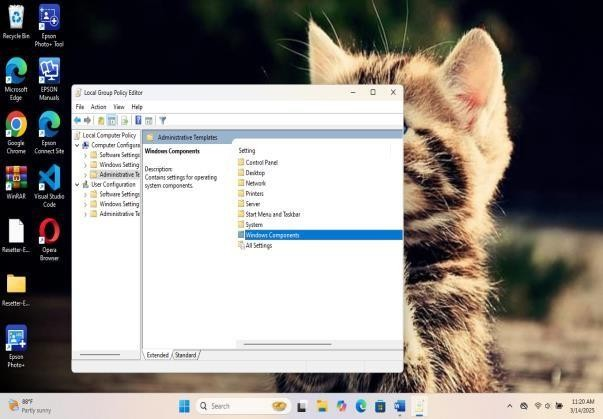 Recycle Bin
Epson
Photo+ Tool
Microsoft
Edge
EPSON
Manuals
Google
Chrome
Epson
Connect Site
WinRAR
Visual Studio
Code
Resetter-E...
Opera
Browser
Resetter-E...
Epson
Photo+
Local Group Policy Editor
File Action View Help
Local Computer Policy
Computer Configura
Software Settings
Windows Setting
Administrative Te
User Configuration
Software Settings
Windows Setting
Administrative Te
Administrative Templates
Windows Components
Description:
Contains settings for operating
system components.
Setting
Control Panel
Desktop
Network
Printers
Server
Start Menu and Taskbar
System
Windows Components
All Settings
Extended Standard
88°F
Partly sunny
Search
11:20 AM
3/14/2025